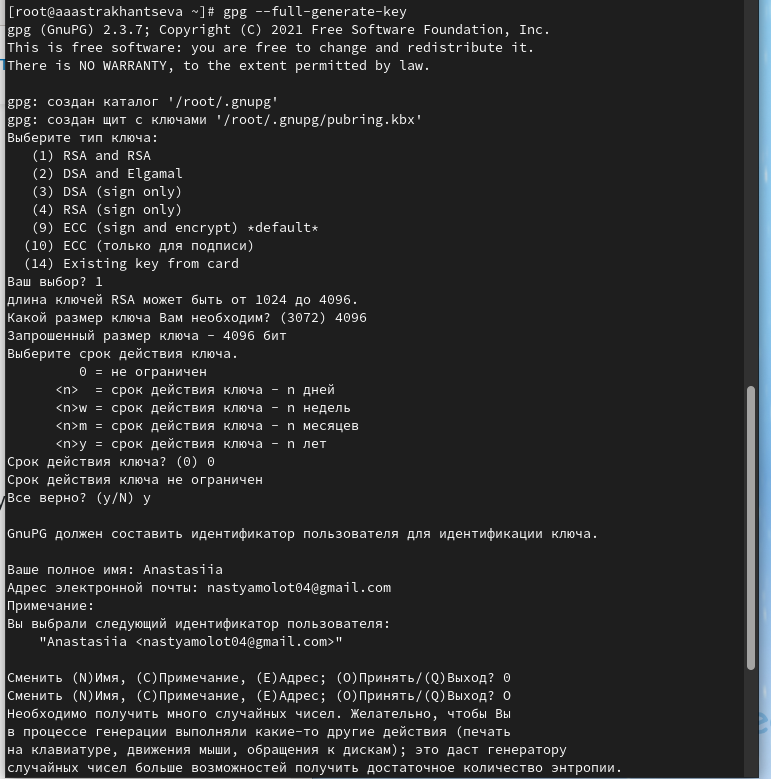 [root@aaastrakhantseva ~]# gpg --full-generate-key
gpg (GnuPG) 2.3.7; Copyright (C) 2021 Free Software Foundation, Inc.
This is free software: you are free to change and redistribute it.
There is NO WARRANTY, to the extent permitted by law.

gpg: создан каталог '/root/.gnupg'
gpg: создан щит с ключами '/root/.gnupg/pubring.kbx'
Выберите тип ключа:
   (1) RSA and RSA
   (2) DSA and Elgamal
   (3) DSA (sign only)
   (4) RSA (sign only)
   (9) ECC (sign and encrypt) *default*
  (10) ECC (только для подписи)
  (14) Existing key from card
Ваш выбор? 1
длина ключей RSA может быть от 1024 до 4096.
Какой размер ключа Вам необходим? (3072) 4096
Запрошенный размер ключа - 4096 бит
Выберите срок действия ключа.
         0 = не ограничен
      <n>  = срок действия ключа - n дней
      <n>w = срок действия ключа - n недель
      <n>m = срок действия ключа - n месяцев
      <n>y = срок действия ключа - n лет
Срок действия ключа? (0) 0
Срок действия ключа не ограничен
Все верно? (y/N) y

GnuPG должен составить идентификатор пользователя для идентификации ключа.

Ваше полное имя: Anastasiia
Адрес электронной почты: nastyamolot04@gmail.com
Примечание:
Вы выбрали следующий идентификатор пользователя:
    "Anastasiia <nastyamolot04@gmail.com>"

Сменить (N)Имя, (C)Примечание, (E)Адрес; (O)Принять/(Q)Выход? 0
Сменить (N)Имя, (C)Примечание, (E)Адрес; (O)Принять/(Q)Выход? O
Необходимо получить много случайных чисел. Желательно, чтобы Вы
в процессе генерации выполняли какие-то другие действия (печать
на клавиатуре, движения мыши, обращения к дискам); это даст генератору
случайных чисел больше возможностей получить достаточное количество энтропии.